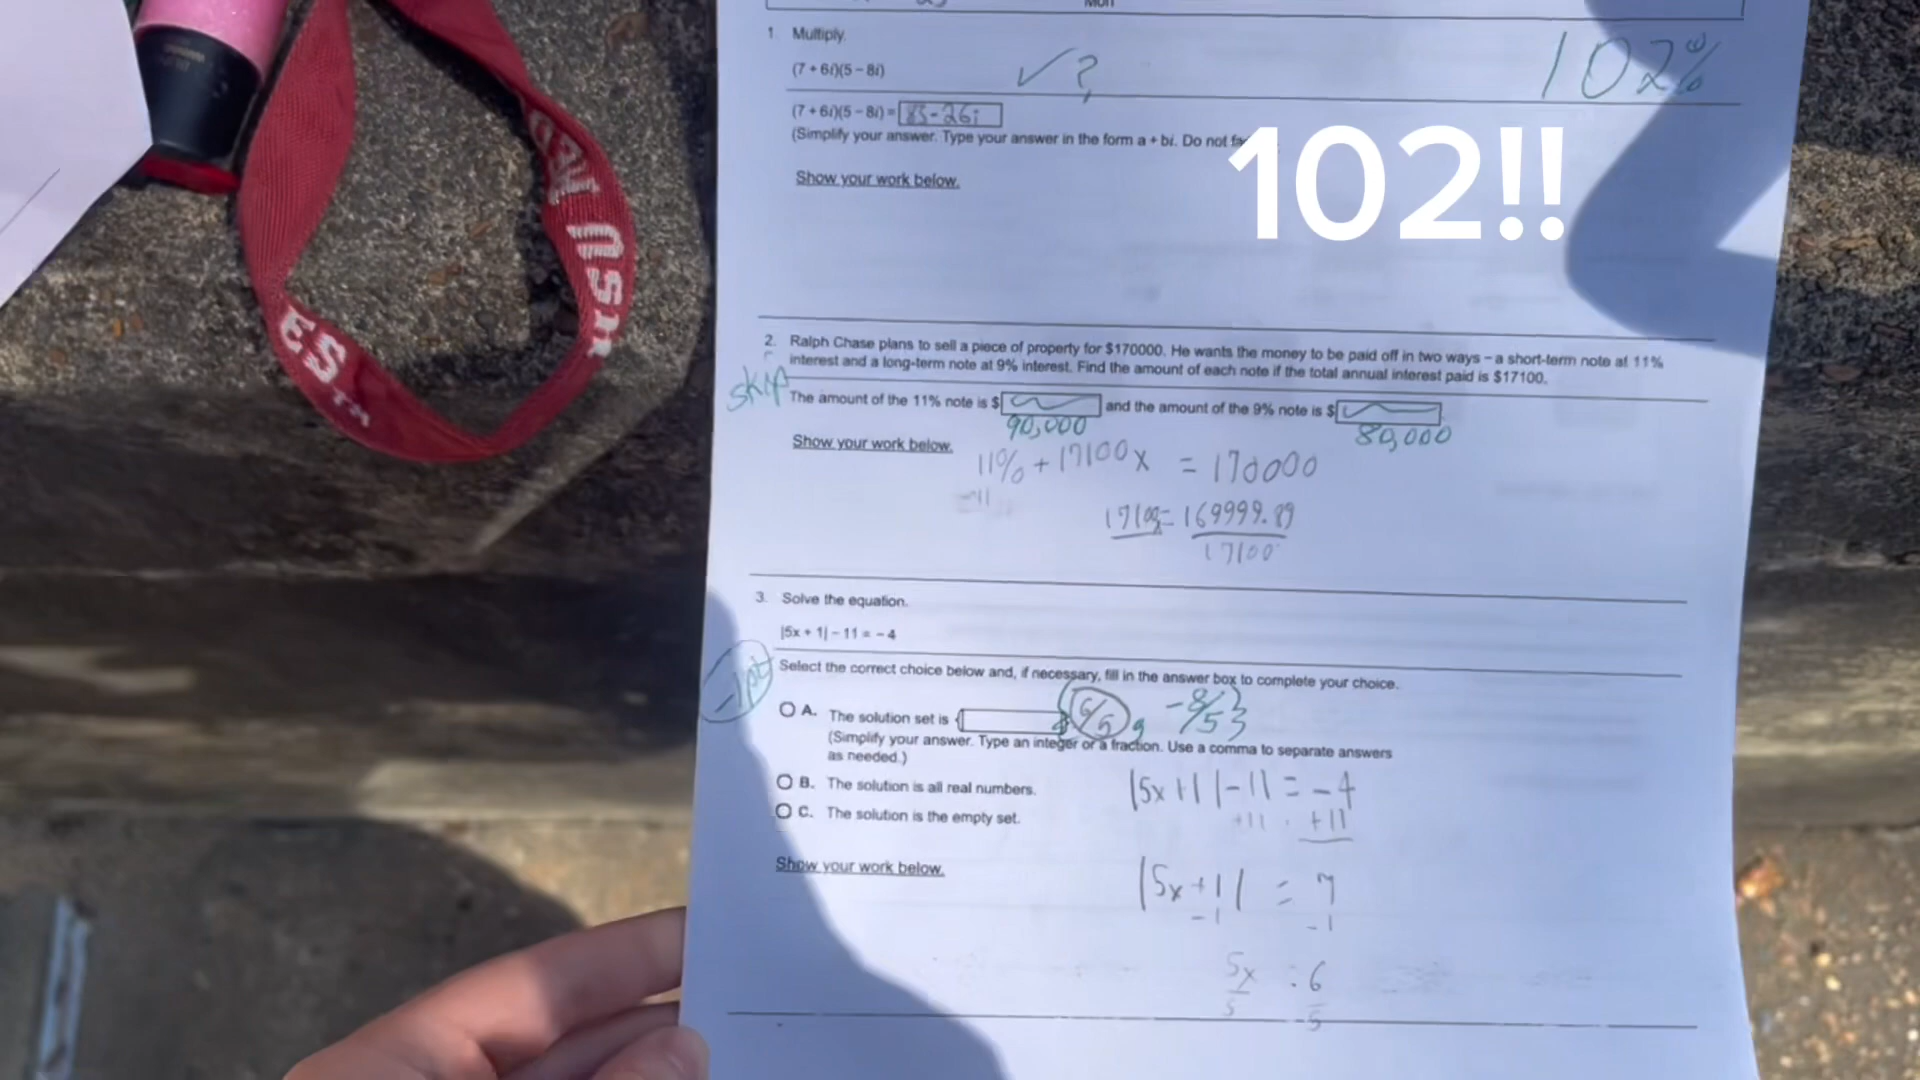 1. Multiply.
(7 + 6i)(5 − 8i)
✓?
102%
(7 + 6i)(5 − 8i) = 83-26i
(Simplify your answer. Type your answer in the form a + bi. Do not
102!!
Show your work below.
2. Ralph Chase plans to sell a piece of property for $170000. He wants the money to be paid off in two ways – a short-term note at 11%
interest and a long-term note at 9% interest. Find the amount of each note if the total annual interest paid is $17100.
skip
The amount of the 11% note is $ and the amount of the 9% note is $
90,000 80,000
Show your work below.
11% + 17100x = 170000
-11
169999.89
17100
3. Solve the equation.
|5x + 1| − 11 = − 4
-1pt
Select the correct choice below and, if necessary, fill in the answer box to complete your choice.
A. The solution set is { 6/5, -8/5}
(Simplify your answer. Type an integer or a fraction. Use a comma to separate answers
as needed.)
B. The solution is all real numbers.
C. The solution is the empty set.
|5x+1|-11 = -4
+11 +11
Show your work below.
|5x+1| = 7
-1 -1
5x = 6
5 5
NSU
ES™